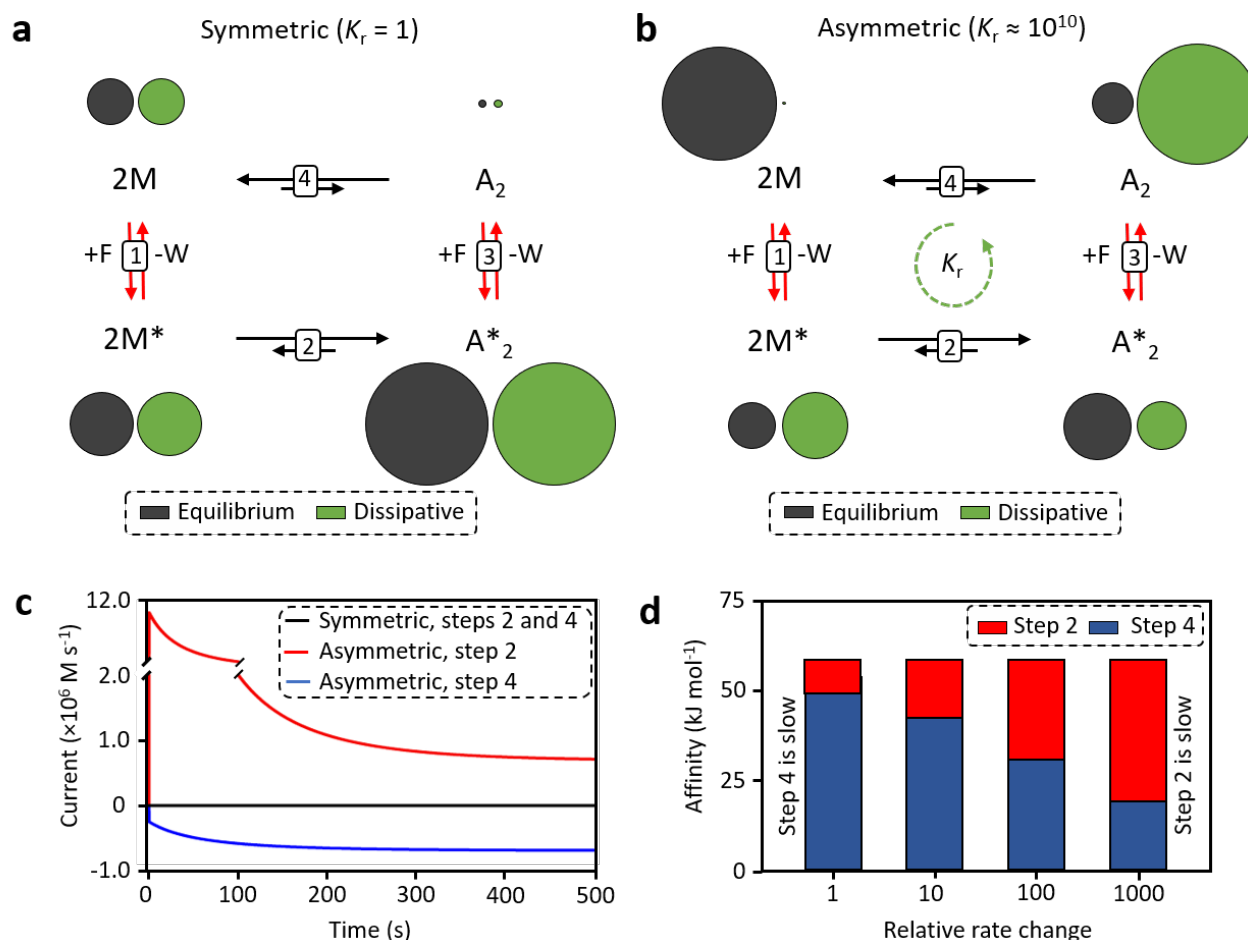 a
Symmetric (Kr = 1)
2M
4
A2
+F 1 -W
+F 3 -W
2M*
2
A*2
Equilibrium
Dissipative
b
Asymmetric (Kr ≈ 10^10)
2M
4
A2
+F 1 -W
Kr
+F 3 -W
2M*
2
A*2
Equilibrium
Dissipative
c
Current (×10^6 M s^-1)
12.0
2.0
1.0
0
-1.0
Symmetric, steps 2 and 4
Asymmetric, step 2
Asymmetric, step 4
0 100 200 300 400 500
Time (s)
d
Affinity (kJ mol^-1)
75
50
25
0
Step 2
Step 4
Step 4 is slow
Step 2 is slow
1 10 100 1000
Relative rate change